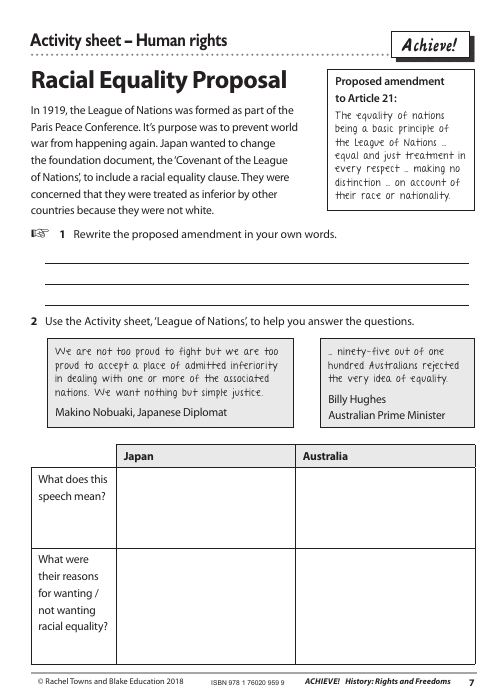 Activity sheet – Human rights
Achieve!
Racial Equality Proposal
In 1919, the League of Nations was formed as part of the
Paris Peace Conference. It's purpose was to prevent world
war from happening again. Japan wanted to change
the foundation document, the 'Covenant of the League
of Nations', to include a racial equality clause. They were
concerned that they were treated as inferior by other
countries because they were not white.
Proposed amendment
to Article 21:
The equality of nations
being a basic principle of
the League of Nations ...
equal and just treatment in
every respect ... making no
distinction ... on account of
their race or nationality.
1 Rewrite the proposed amendment in your own words.
2 Use the Activity sheet, 'League of Nations', to help you answer the questions.
We are not too proud to fight but we are too
proud to accept a place of admitted inferiority
in dealing with one or more of the associated
nations. We want nothing but simple justice.
Makino Nobuaki, Japanese Diplomat
... ninety-five out of one
hundred Australians rejected
the very idea of equality.
Billy Hughes
Australian Prime Minister
Japan
Australia
What does this
speech mean?
What were
their reasons
for wanting /
not wanting
racial equality?
© Rachel Towns and Blake Education 2018
ISBN 978 1 76020 959 9
ACHIEVE! History: Rights and Freedoms
7